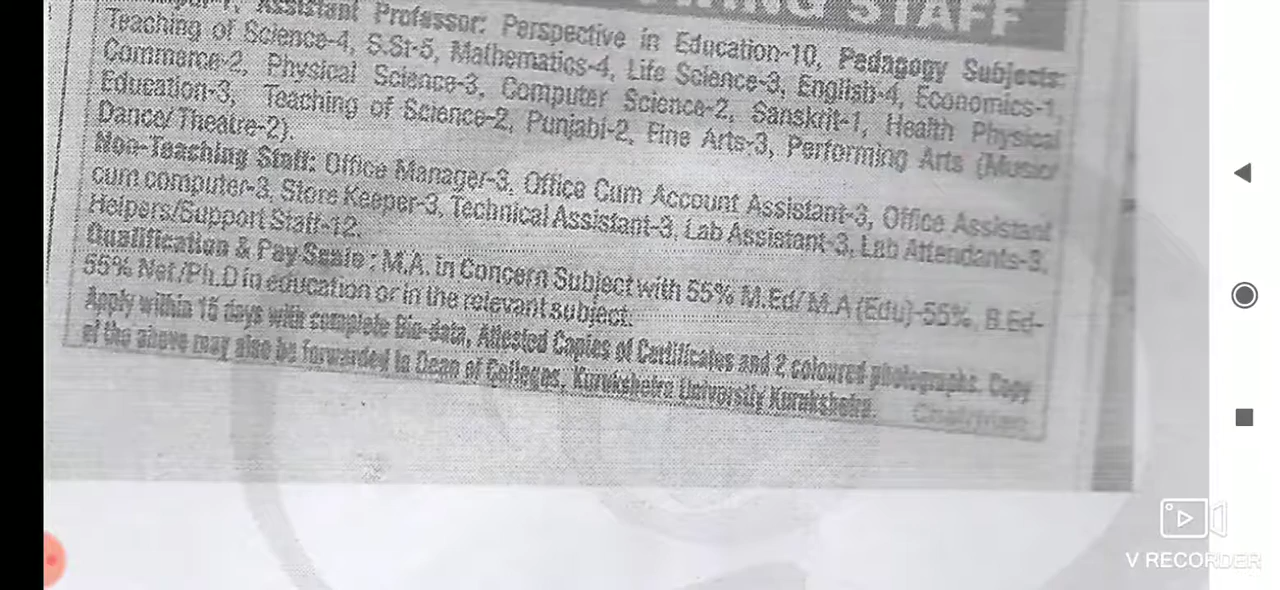 STAFF
Assistant Professor: Perspective in Education-10, Pedagogy Subjects:
Teaching of Science-4, S.St-5, Mathematics-4, Life Science-3, English-4, Economics-1,
Commerce-2, Physical Science-3, Computer Science-2, Sanskrit-1, Health Physical
Education-3, Teaching of Science-2, Punjabi-2, Fine Arts-3, Performing Arts (Music/
Dance/Theatre-2).
Non-Teaching Staff: Office Manager-3, Office Cum Account Assistant-3, Office Assistant
cum computer-3, Store Keeper-3, Technical Assistant-3, Lab Assistant-3, Lab Attendants-3,
Helpers/Support Staff-12.
Qualification & Pay Scale : M.A. in Concern Subject with 55% M.Ed/ M.A (Edu)-55%, B.Ed-
55% Net./Ph.D in education or in the relevant subject.
Apply within 15 days with complete Bio-data, Attested Copies of Certificates and 2 coloured photographs. Copy
of the above may also be forwarded to Dean of Colleges, Kurukshetra University Kurukshetra. Chairman
V RECORDER